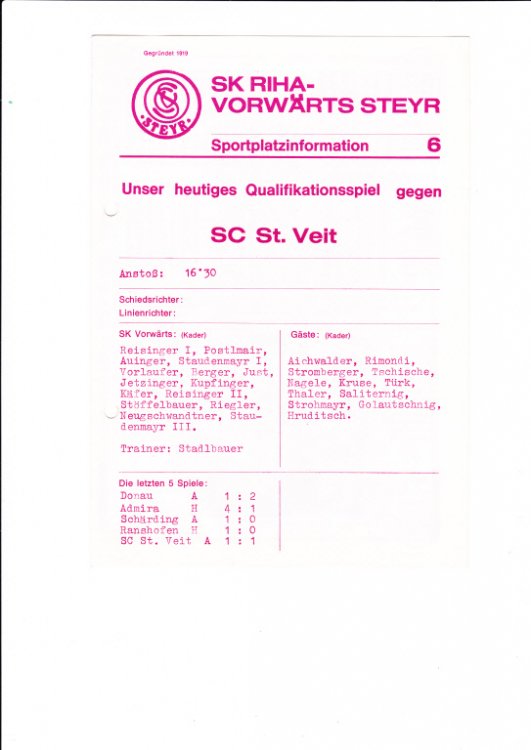 Gegründet 1919
SK RIHA-
VORWÄRTS STEYR
STEYR
Sportplatzinformation 6
Unser heutiges Qualifikationsspiel gegen
SC St. Veit
Anstoß: 16°30
Schiedsrichter:
Linienrichter:
SK Vorwärts: (Kader)
Reisinger I, Postlmair,
Auinger, Staudenmayr I,
Vorlaufer, Berger, Just,
Jetzinger, Kupfinger,
Käfer, Reisinger II,
Stöffelbauer, Riegler,
Neugschwandtner, Stau-
denmayr III.
Trainer: Stadlbauer
Gäste: (Kader)
Aichwalder, Rimondi,
Stromberger, Tschische,
Nagele, Kruse, Türk,
Thaler, Saliternig,
Strohmayr, Golautschnig,
Hruditsch.
Die letzten 5 Spiele:
Donau A 1 : 2
Admira H 4 : 1
Schärding A 1 : 0
Ranshofen H 1 : 0
SC St. Veit A 1 : 1